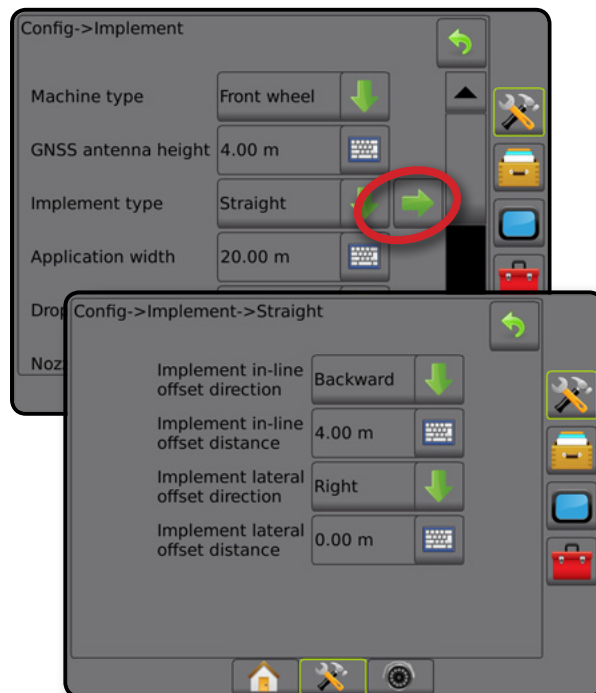 Config->Implement
Machine type
Front wheel
GNSS antenna height
4.00 m
Implement type
Straight
Application width
20.00 m
Config->Implement->Straight
Implement in-line
offset direction
Backward
Implement in-line
offset distance
4.00 m
Implement lateral
offset direction
Right
Implement lateral
offset distance
0.00 m